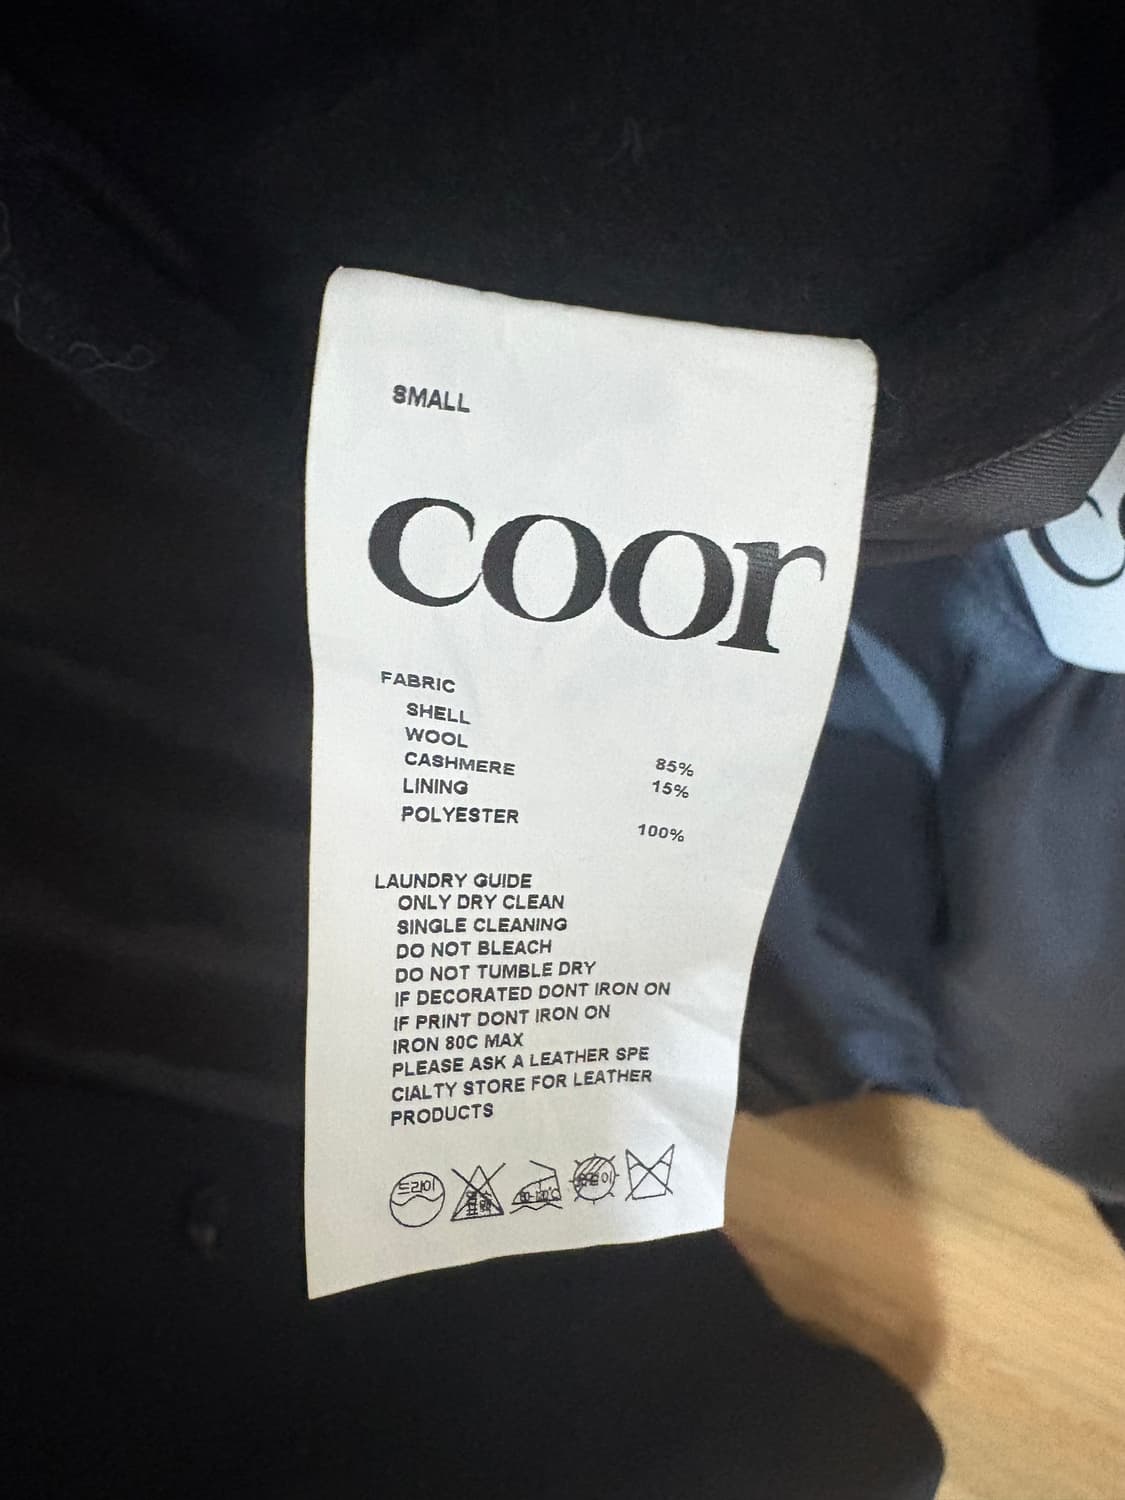 SMALL
coor
FABRIC
SHELL
WOOL 85%
CASHMERE 15%
LINING
POLYESTER 100%
LAUNDRY GUIDE
ONLY DRY CLEAN
SINGLE CLEANING
DO NOT BLEACH
DO NOT TUMBLE DRY
IF DECORATED DONT IRON ON
IF PRINT DONT IRON ON
IRON 80C MAX
PLEASE ASK A LEATHER SPE
CIALTY STORE FOR LEATHER
PRODUCTS
드라이